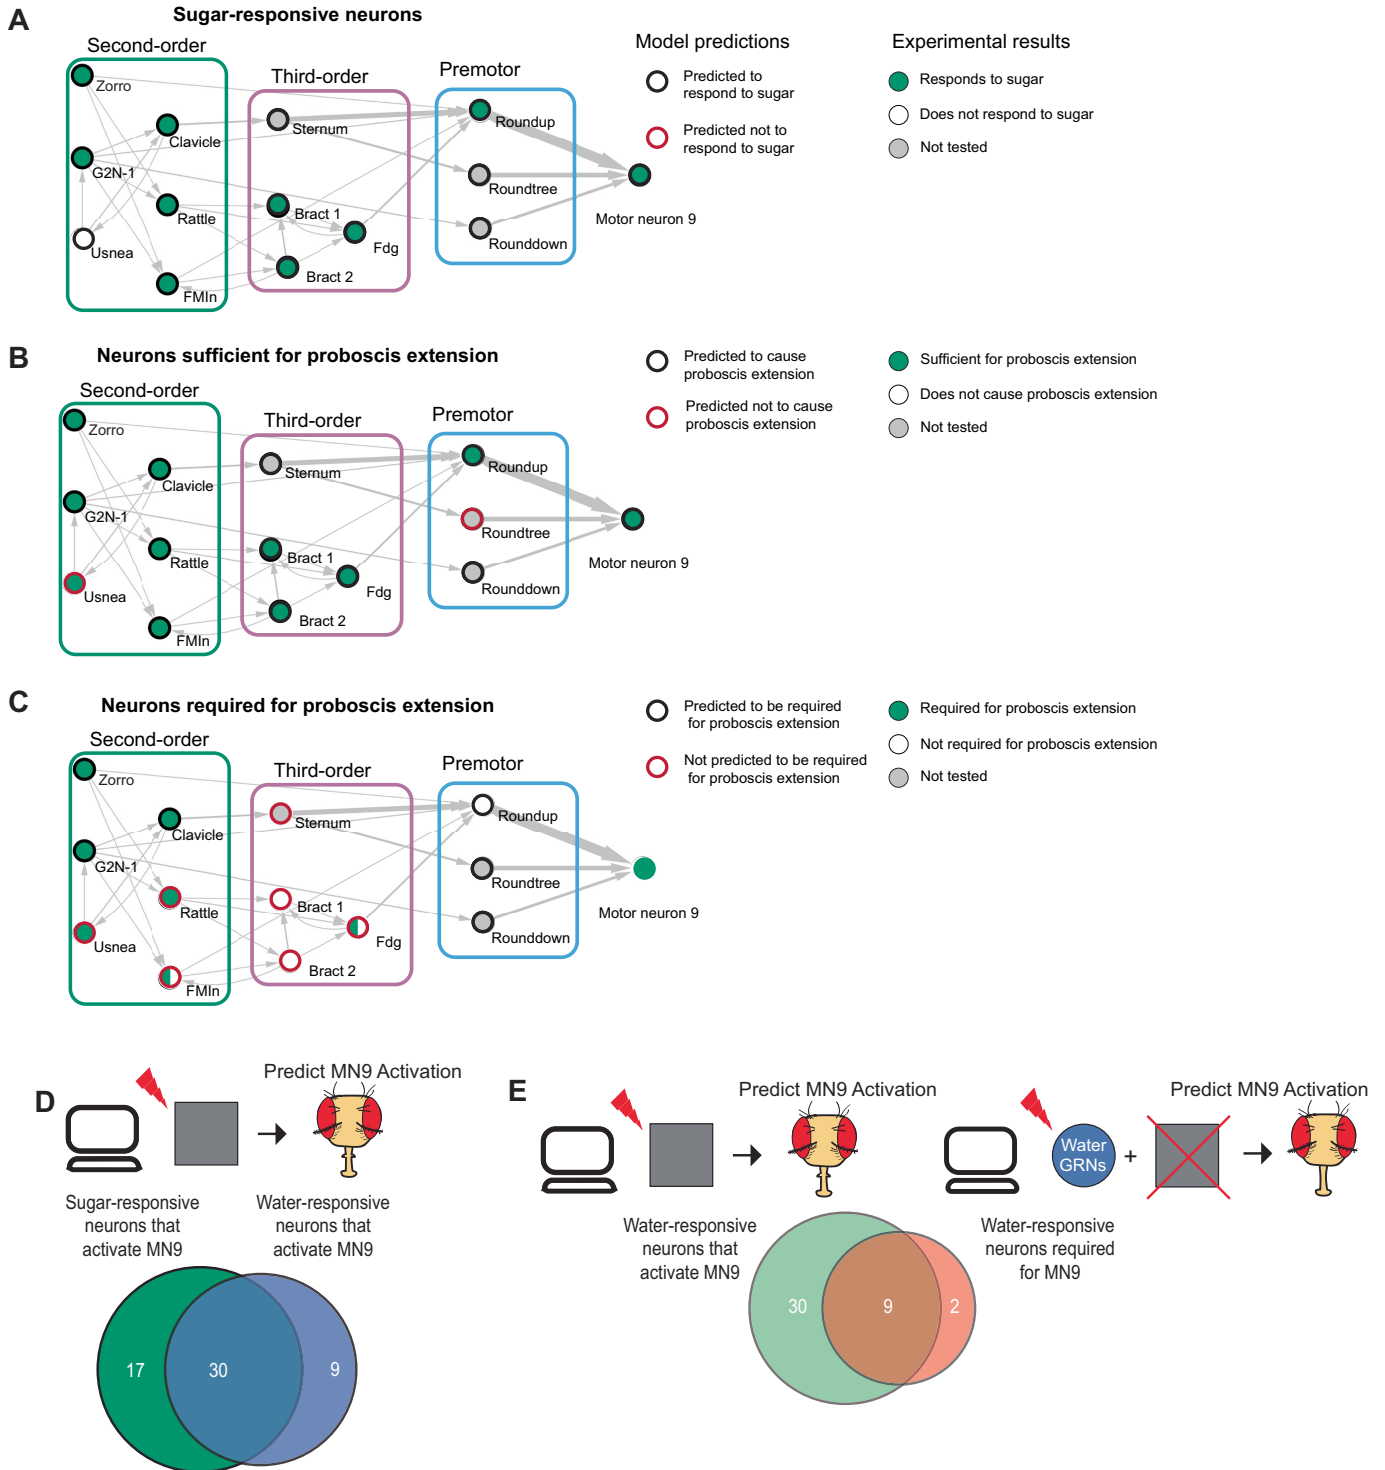 A
Sugar-responsive neurons
Second-order
Third-order
Premotor
Zorro
Clavicle
G2N-1
Rattle
Usnea
FMIn
Sternum
Bract 1
Fdg
Bract 2
Roundup
Roundtree
Rounddown
Motor neuron 9
Model predictions
Predicted to
respond to sugar
Predicted not to
respond to sugar
Experimental results
Responds to sugar
Does not respond to sugar
Not tested
B
Neurons sufficient for proboscis extension
Second-order
Third-order
Premotor
Zorro
Clavicle
G2N-1
Rattle
Usnea
FMIn
Sternum
Bract 1
Fdg
Bract 2
Roundup
Roundtree
Rounddown
Motor neuron 9
Predicted to cause
proboscis extension
Predicted not to cause
proboscis extension
Sufficient for proboscis extension
Does not cause proboscis extension
Not tested
C
Neurons required for proboscis extension
Second-order
Third-order
Premotor
Zorro
Clavicle
G2N-1
Rattle
Usnea
FMIn
Sternum
Bract 1
Fdg
Bract 2
Roundup
Roundtree
Rounddown
Motor neuron 9
Predicted to be required
for proboscis extension
Not predicted to be required
for proboscis extension
Required for proboscis extension
Not required for proboscis extension
Not tested
D
Predict MN9 Activation
Sugar-responsive
neurons that
activate MN9
Water-responsive
neurons that
activate MN9
17
30
9
E
Predict MN9 Activation
Water-responsive
neurons that
activate MN9
Water
GRNs
+
Predict MN9 Activation
Water-responsive
neurons required
for MN9
30
9
2